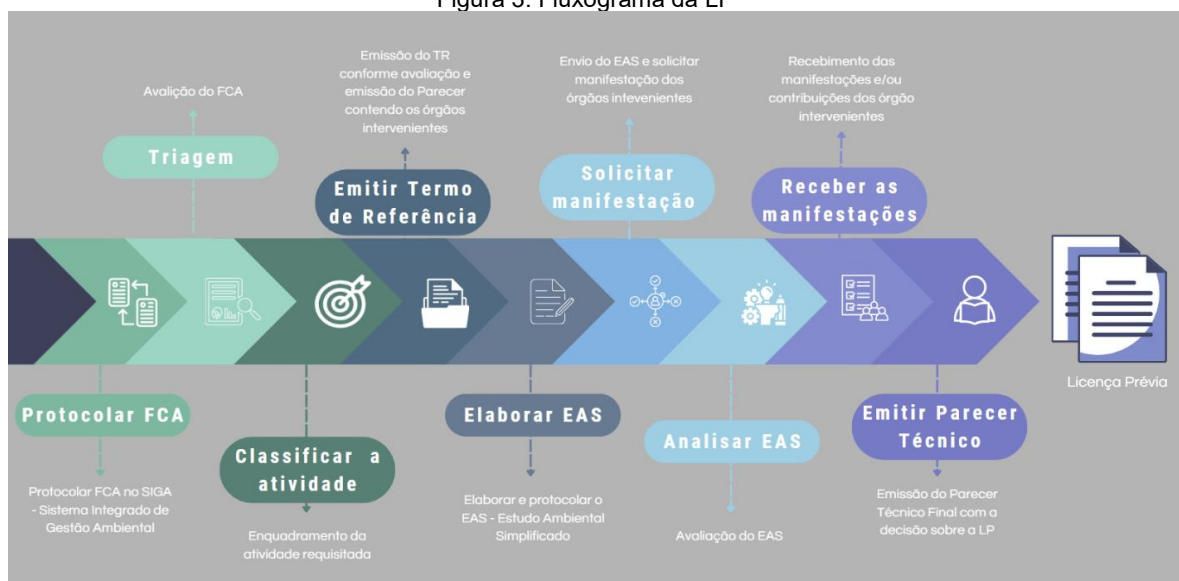 Figura 3: Fluxograma da LP
Avalição do FCA
Triagem
Emissão do TR
conforme avaliação e
emissão do Parecer
contendo os órgãos
intervenientes
Emitir Termo
de Referência
Envio do EAS e solicitar
manifestação dos
órgãos intevenientes
Solicitar
manifestação
Recebimento das
manifestações e/ou
contribuições dos órgão
intervenientes
Receber as
manifestações
Licença Prévia
Protocolar FCA
Protocolar FCA no SIGA
- Sistema Integrado de
Gestão Ambiental
Classificar a
atividade
Enquadramento da
atividade requisitada
Elaborar EAS
Elaborar e protocolar o
EAS - Estudo Ambiental
Simplificado
Analisar EAS
Avaliação do EAS
Emitir Parecer
Técnico
Emissão do Parecer
Técnico Final com a
decisão sobre a LP